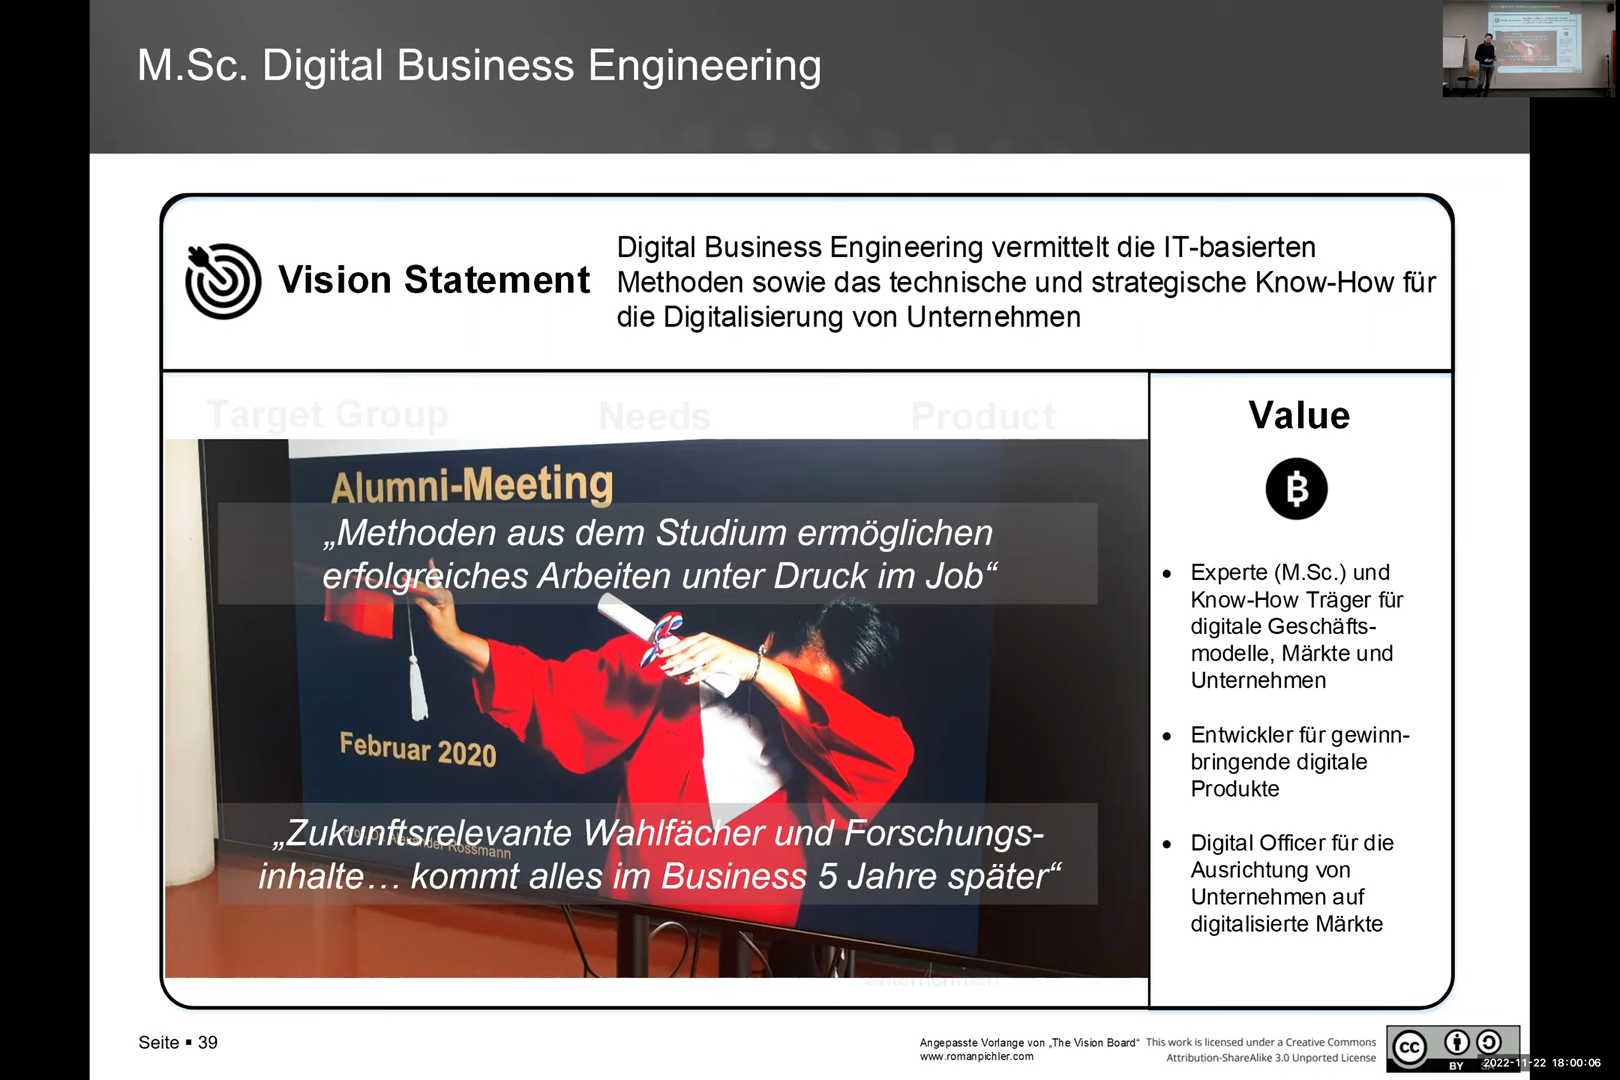 M.Sc. Digital Business Engineering
Vision Statement
Digital Business Engineering vermittelt die IT-basierten
Methoden sowie das technische und strategische Know-How für
die Digitalisierung von Unternehmen
Target Group
Needs
Product
Alumni-Meeting
„Methoden aus dem Studium ermöglichen
erfolgreiches Arbeiten unter Druck im Job“
Februar 2020
„Zukunftsrelevante Wahlfächer und Forschungs-
inhalte… kommt alles im Business 5 Jahre später“
Rossmann
Unternehmen
Value
• Experte (M.Sc.) und
Know-How Träger für
digitale Geschäfts-
modelle, Märkte und
Unternehmen
• Entwickler für gewinn-
bringende digitale
Produkte
• Digital Officer für die
Ausrichtung von
Unternehmen auf
digitalisierte Märkte
Seite ▪ 39
Angepasste Vorlange von „The Vision Board“
www.romanpichler.com
This work is licensed under a Creative Commons
Attribution-ShareAlike 3.0 Unported License
cc
BY
2022-11-22 18:00:06